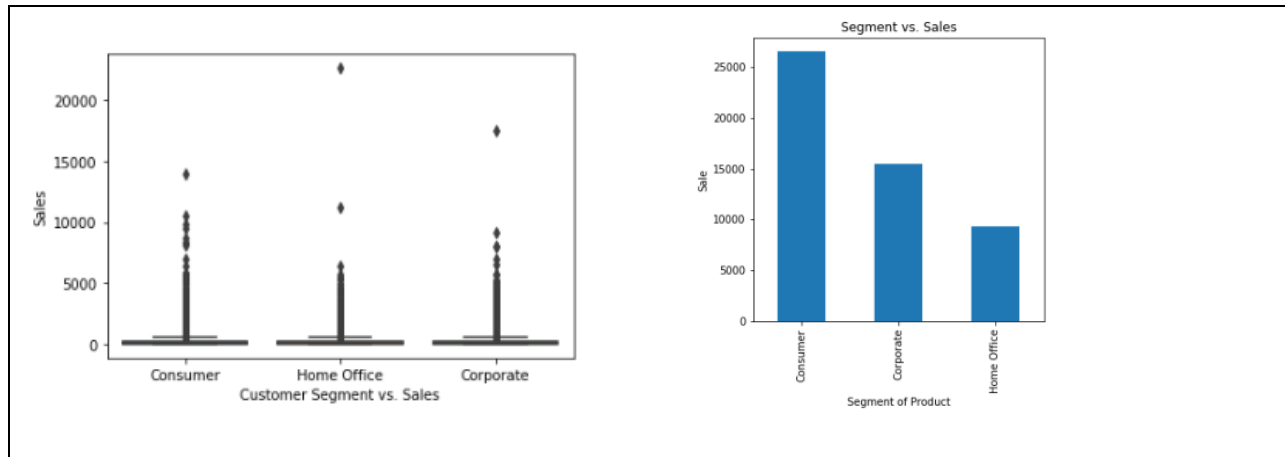 20000
15000
10000
5000
0
Sales
Consumer Home Office Corporate
Customer Segment vs. Sales
Segment vs. Sales
25000
20000
15000
10000
5000
0
Sale
Consumer
Corporate
Home Office
Segment of Product